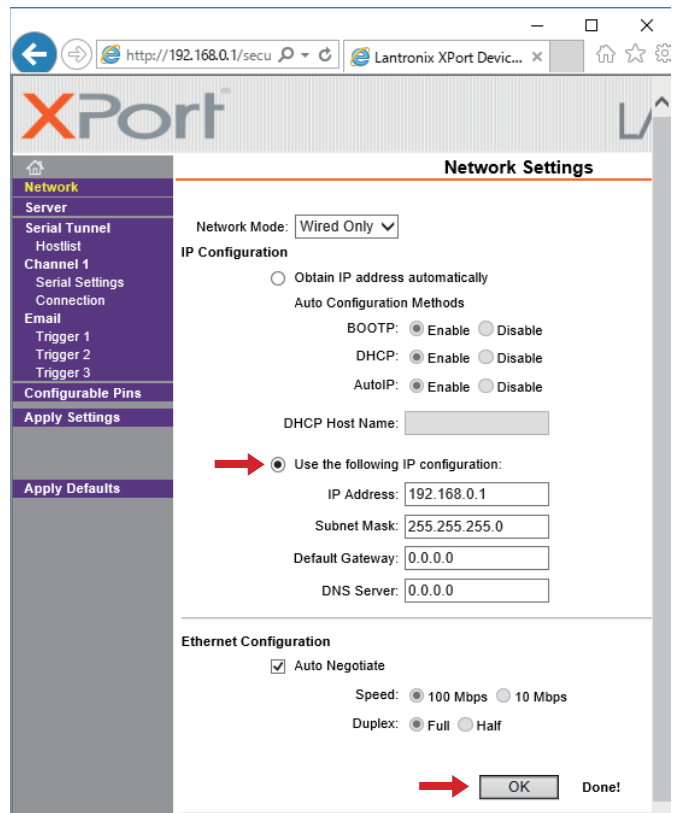 http://192.168.0.1/secu
Lantronix XPort Devic...
XPort®
LA
Network Settings
Network
Server
Serial Tunnel
Hostlist
Channel 1
Serial Settings
Connection
Email
Trigger 1
Trigger 2
Trigger 3
Configurable Pins
Apply Settings
Apply Defaults
Network Mode: Wired Only
IP Configuration
Obtain IP address automatically
Auto Configuration Methods
BOOTP: Enable Disable
DHCP: Enable Disable
AutoIP: Enable Disable
DHCP Host Name:
Use the following IP configuration:
IP Address: 192.168.0.1
Subnet Mask: 255.255.255.0
Default Gateway: 0.0.0.0
DNS Server: 0.0.0.0
Ethernet Configuration
Auto Negotiate
Speed: 100 Mbps 10 Mbps
Duplex: Full Half
OK Done!